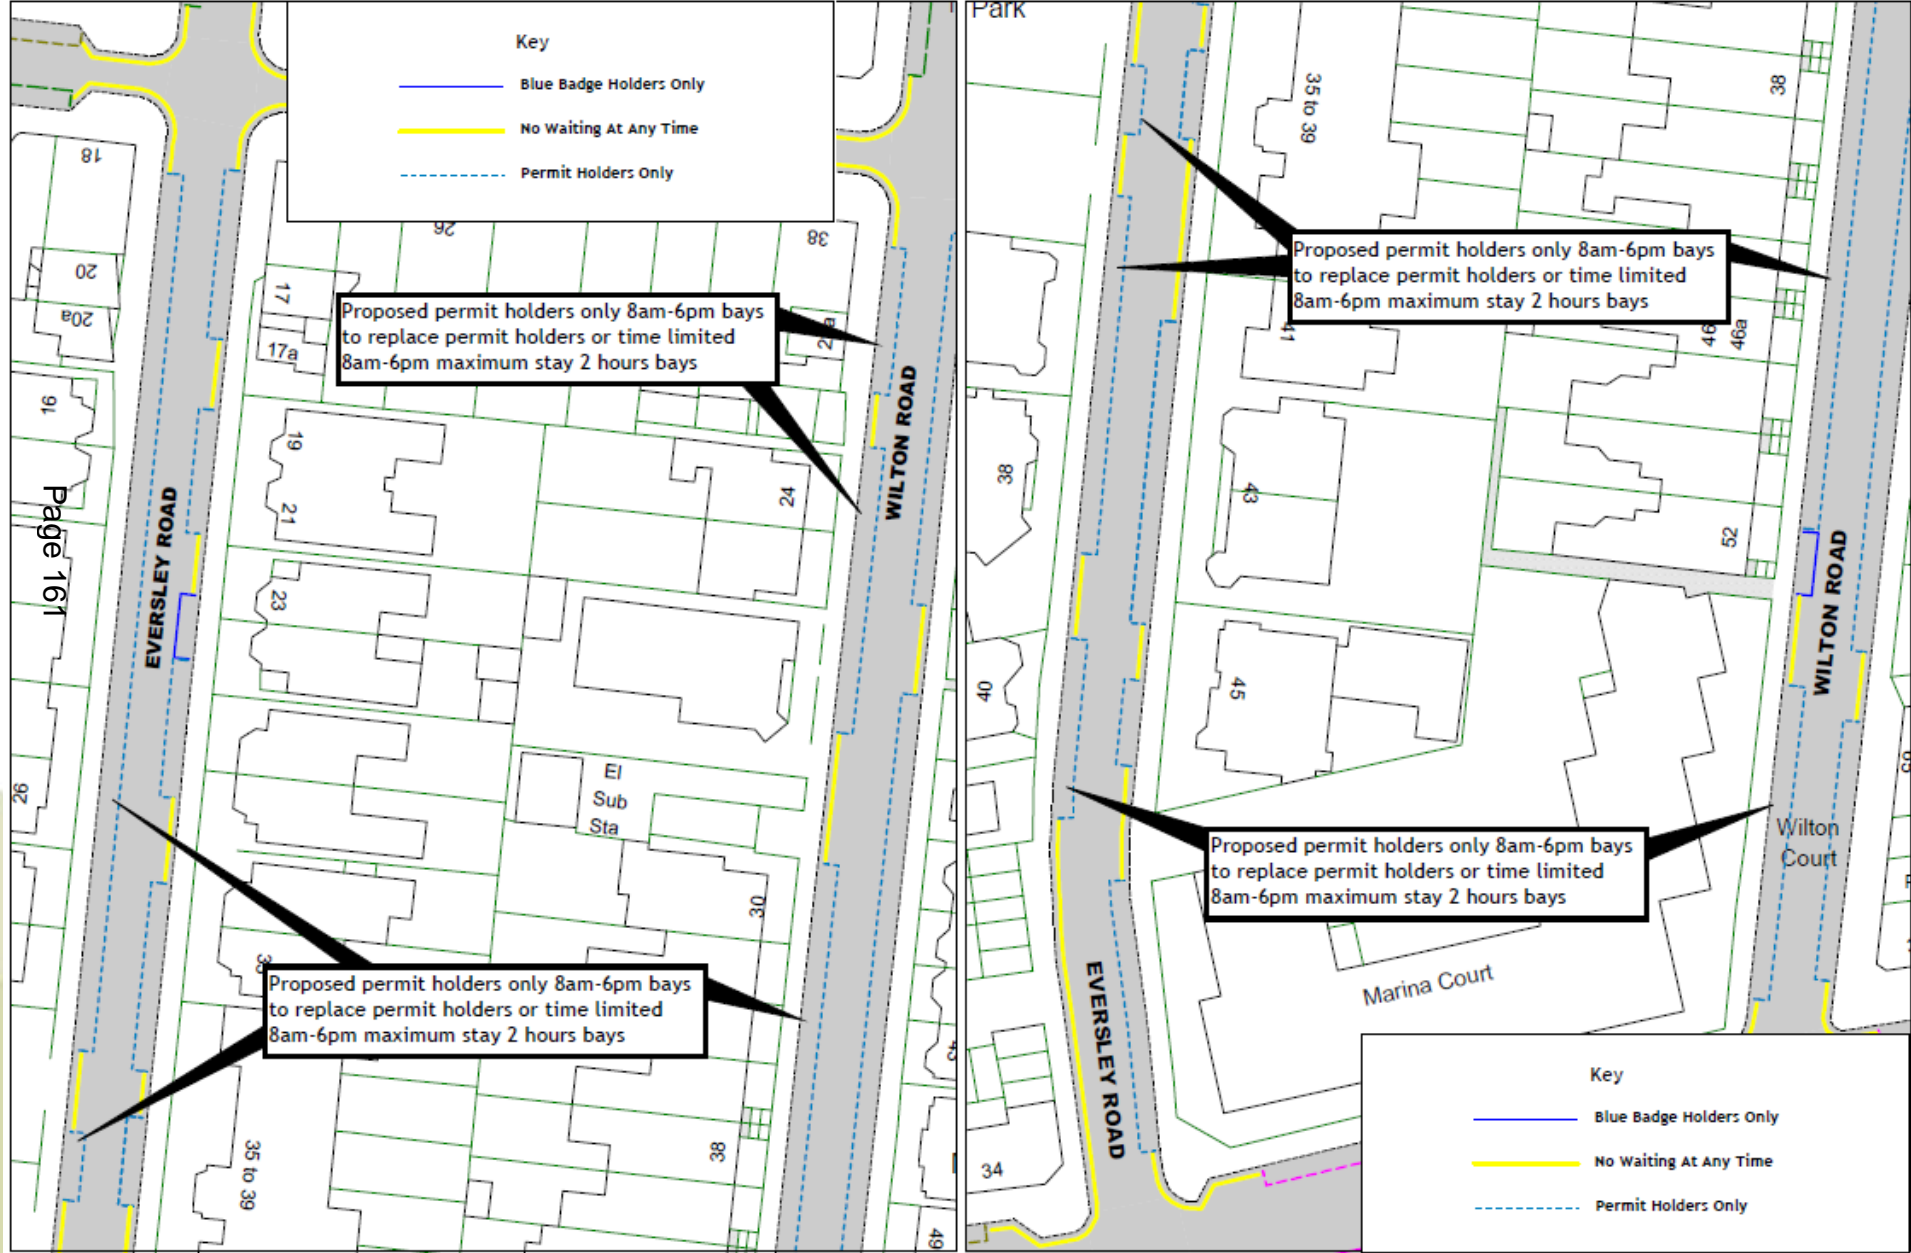 Key
Blue Badge Holders Only
No Waiting At Any Time
Permit Holders Only
18
20
20a
16
26
17
17a
19
21
23
26
38
24
30
38
35 to 39
49
El
Sub
Sta
EVERSLEY ROAD
WILTON ROAD
Page 161
Proposed permit holders only 8am-6pm bays
to replace permit holders or time limited
8am-6pm maximum stay 2 hours bays
Proposed permit holders only 8am-6pm bays
to replace permit holders or time limited
8am-6pm maximum stay 2 hours bays
Park
35 to 39
38
41
46a
43
38
52
40
45
34
WILTON ROAD
Wilton
Court
Marina Court
EVERSLEY ROAD
Proposed permit holders only 8am-6pm bays
to replace permit holders or time limited
8am-6pm maximum stay 2 hours bays
Proposed permit holders only 8am-6pm bays
to replace permit holders or time limited
8am-6pm maximum stay 2 hours bays
Key
Blue Badge Holders Only
No Waiting At Any Time
Permit Holders Only